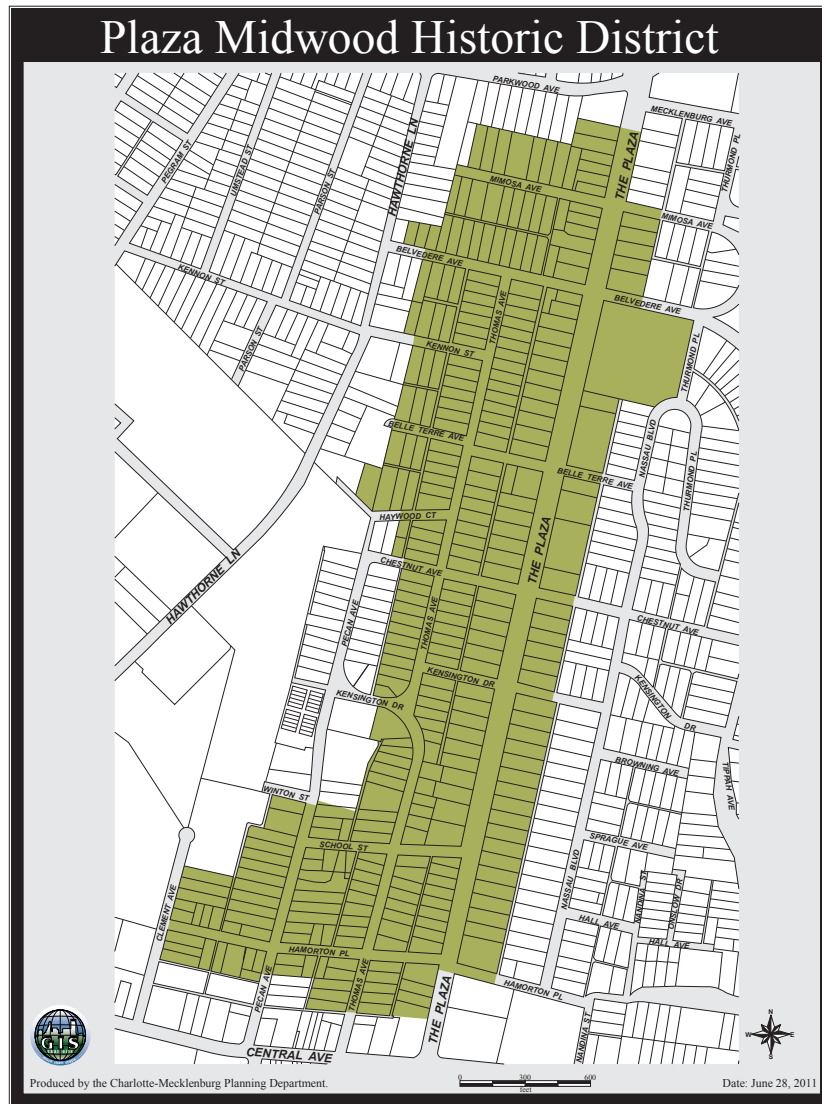 Plaza Midwood Historic District
PARKWOOD AVE
MECKLENBURG AVE
THURMOND PL
THE PLAZA
HAWTHORNE LN
PEGRAM ST
UMSTEAD ST
PARSON ST
MIMOSA AVE
MIMOSA AVE
BELVEDERE AVE
KENNON ST
THOMAS AVE
BELVEDERE AVE
PARSON ST
KENNON ST
THURMOND PL
BELLE TERRE AVE
NASSAU BLVD
THURMOND PL
BELLE TERRE AVE
HAYWOOD CT
THE PLAZA
HAWTHORNE LN
CHESTNUT AVE
PECAN AVE
THOMAS AVE
CHESTNUT AVE
KENSINGTON DR
KENSINGTON DR
KENSINGTON DR
BROWNING AVE
TIPPAH AVE
WINTON ST
SCHOOL ST
SPRAGUE AVE
NASSAU BLVD
NANDINA ST
ONSLOW DR
CLEMENT AVE
HALL AVE
HALL AVE
HAMORTON PL
PECAN AVE
THOMAS AVE
THE PLAZA
HAMORTON PL
NANDINA ST
CENTRAL AVE
GIS
N
W E
S
0 300 600
feet
Produced by the Charlotte-Mecklenburg Planning Department.
Date: June 28, 2011